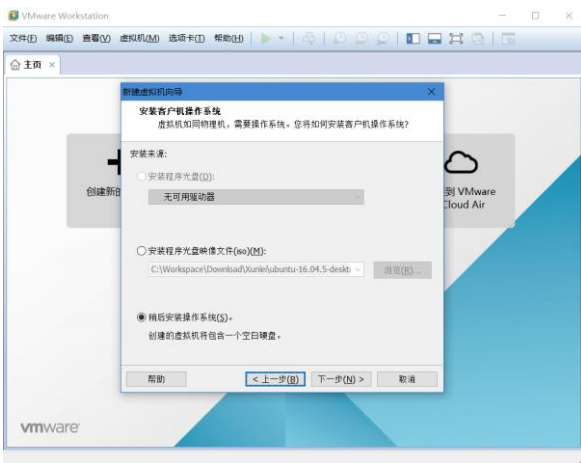 VMware Workstation
文件(F) 编辑(E) 查看(V) 虚拟机(M) 选项卡(T) 帮助(H)
主页
新建虚拟机向导
安装客户机操作系统
虚拟机如同物理机，需要操作系统。您将如何安装客户机操作系统?
安装来源:
安装程序光盘(D):
无可用驱动器
安装程序光盘映像文件(iso)(M):
C:\Workspace\Download\Xunlei\ubuntu-16.04.5-deskt
浏览(R)...
稍后安装操作系统(S)。
创建的虚拟机将包含一个空白硬盘。
帮助 < 上一步(B) 下一步(N) > 取消
创建新的
到 VMware
Cloud Air
vmware